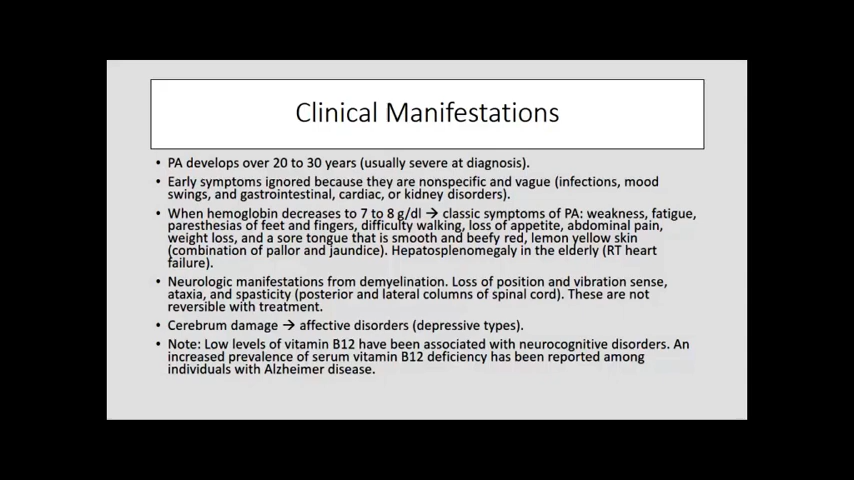 Clinical Manifestations
• PA develops over 20 to 30 years (usually severe at diagnosis).
• Early symptoms ignored because they are nonspecific and vague (infections, mood
swings, and gastrointestinal, cardiac, or kidney disorders).
• When hemoglobin decreases to 7 to 8 g/dl → classic symptoms of PA: weakness, fatigue,
paresthesias of feet and fingers, difficulty walking, loss of appetite, abdominal pain,
weight loss, and a sore tongue that is smooth and beefy red, lemon yellow skin
(combination of pallor and jaundice). Hepatosplenomegaly in the elderly (RT heart
failure).
• Neurologic manifestations from demyelination. Loss of position and vibration sense,
ataxia, and spasticity (posterior and lateral columns of spinal cord). These are not
reversible with treatment.
• Cerebrum damage → affective disorders (depressive types).
• Note: Low levels of vitamin B12 have been associated with neurocognitive disorders. An
increased prevalence of serum vitamin B12 deficiency has been reported among
individuals with Alzheimer disease.